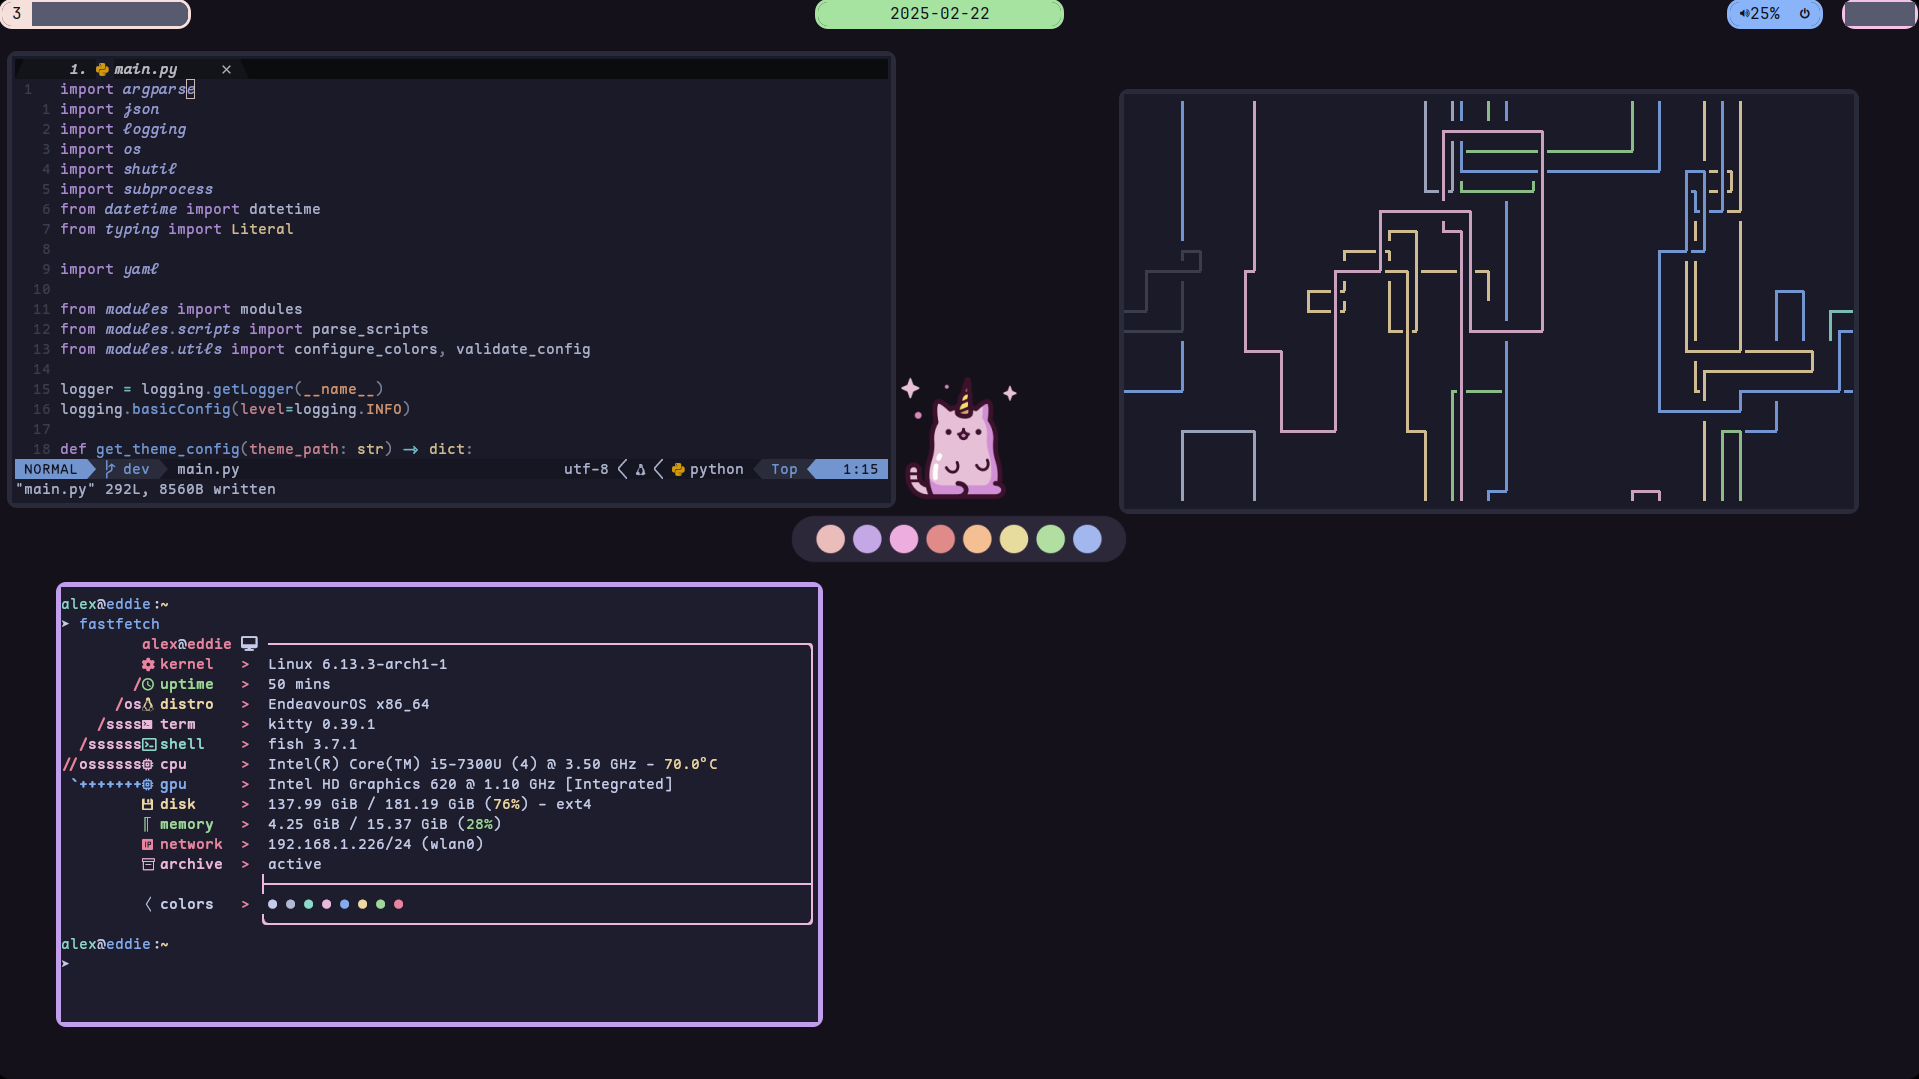 3
2025-02-22
25%
1. main.py ×
1 import argparse
1 import json
2 import logging
3 import os
4 import shutil
5 import subprocess
6 from datetime import datetime
7 from typing import Literal
8
9 import yaml
10
11 from modules import modules
12 from modules.scripts import parse_scripts
13 from modules.utils import configure_colors, validate_config
14
15 logger = logging.getLogger(__name__)
16 logging.basicConfig(level=logging.INFO)
17
18 def get_theme_config(theme_path: str) → dict:
NORMAL dev main.py utf-8 python Top 1:15
"main.py" 292L, 8560B written
alex@eddie:~
➤ fastfetch
alex@eddie
kernel > Linux 6.13.3-arch1-1
/ uptime > 50 mins
/os distro > EndeavourOS x86_64
/ssss term > kitty 0.39.1
/ssssss shell > fish 3.7.1
//ossssss cpu > Intel(R) Core(TM) i5-7300U (4) @ 3.50 GHz - 70.0°C
`+++++++ gpu > Intel HD Graphics 620 @ 1.10 GHz [Integrated]
disk > 137.99 GiB / 181.19 GiB (76%) - ext4
memory > 4.25 GiB / 15.37 GiB (28%)
network > 192.168.1.226/24 (wlan0)
archive > active
colors >
alex@eddie:~
➤